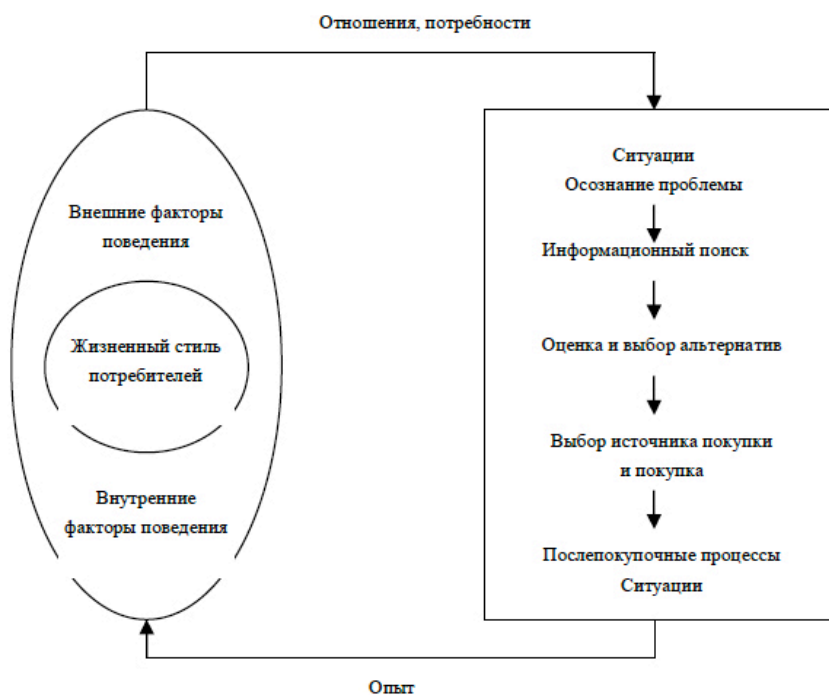 Отношения, потребности
Внешние факторы
поведения
Жизненный стиль
потребителей
Внутренние
факторы поведения
Ситуации
Осознание проблемы
Информационный поиск
Оценка и выбор альтернатив
Выбор источника покупки
и покупка
Послепокупочные процессы
Ситуации
Опыт